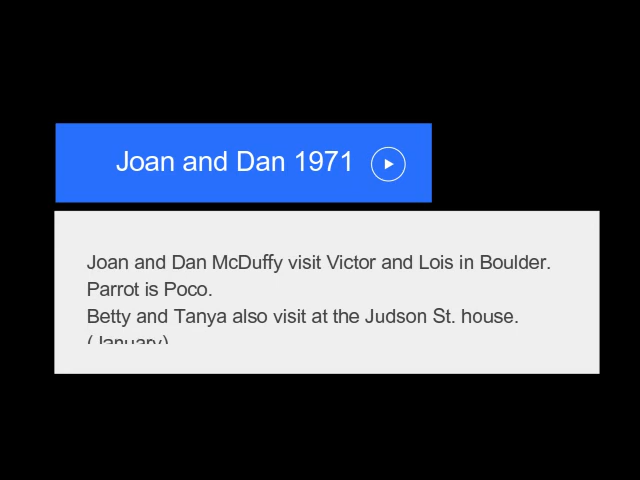 Joan and Dan 1971
Joan and Dan McDuffy visit Victor and Lois in Boulder.
Parrot is Poco.
Betty and Tanya also visit at the Judson St. house.
(January)